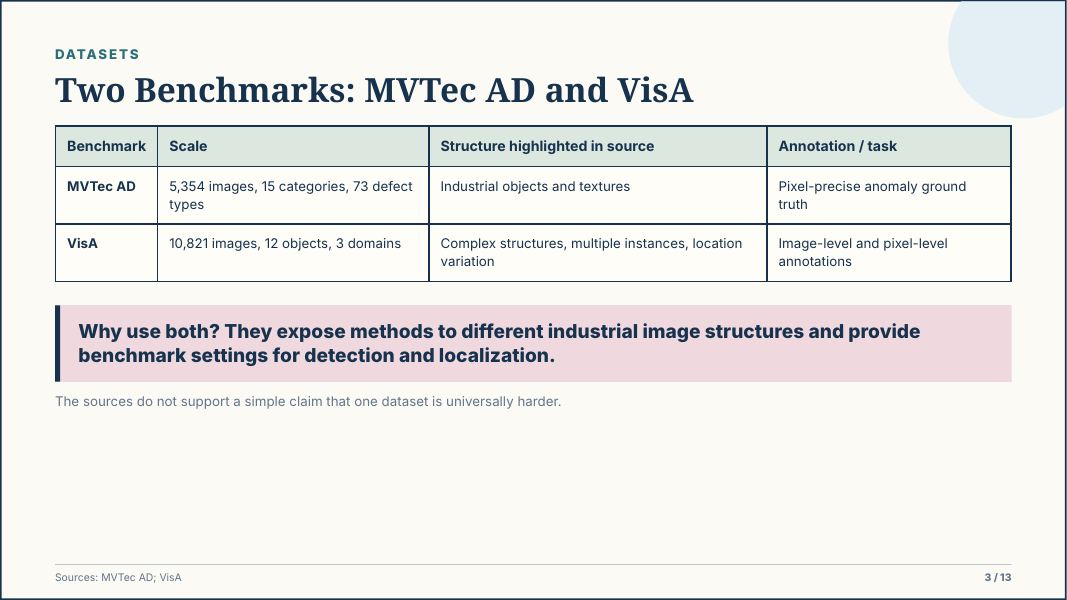 DATASETS
Two Benchmarks: MVTec AD and VisA
Benchmark Scale Structure highlighted in source Annotation / task
MVTec AD 5,354 images, 15 categories, 73 defect types Industrial objects and textures Pixel-precise anomaly ground truth
VisA 10,821 images, 12 objects, 3 domains Complex structures, multiple instances, location variation Image-level and pixel-level annotations
Why use both? They expose methods to different industrial image structures and provide
benchmark settings for detection and localization.
The sources do not support a simple claim that one dataset is universally harder.
Sources: MVTec AD; VisA
3 / 13